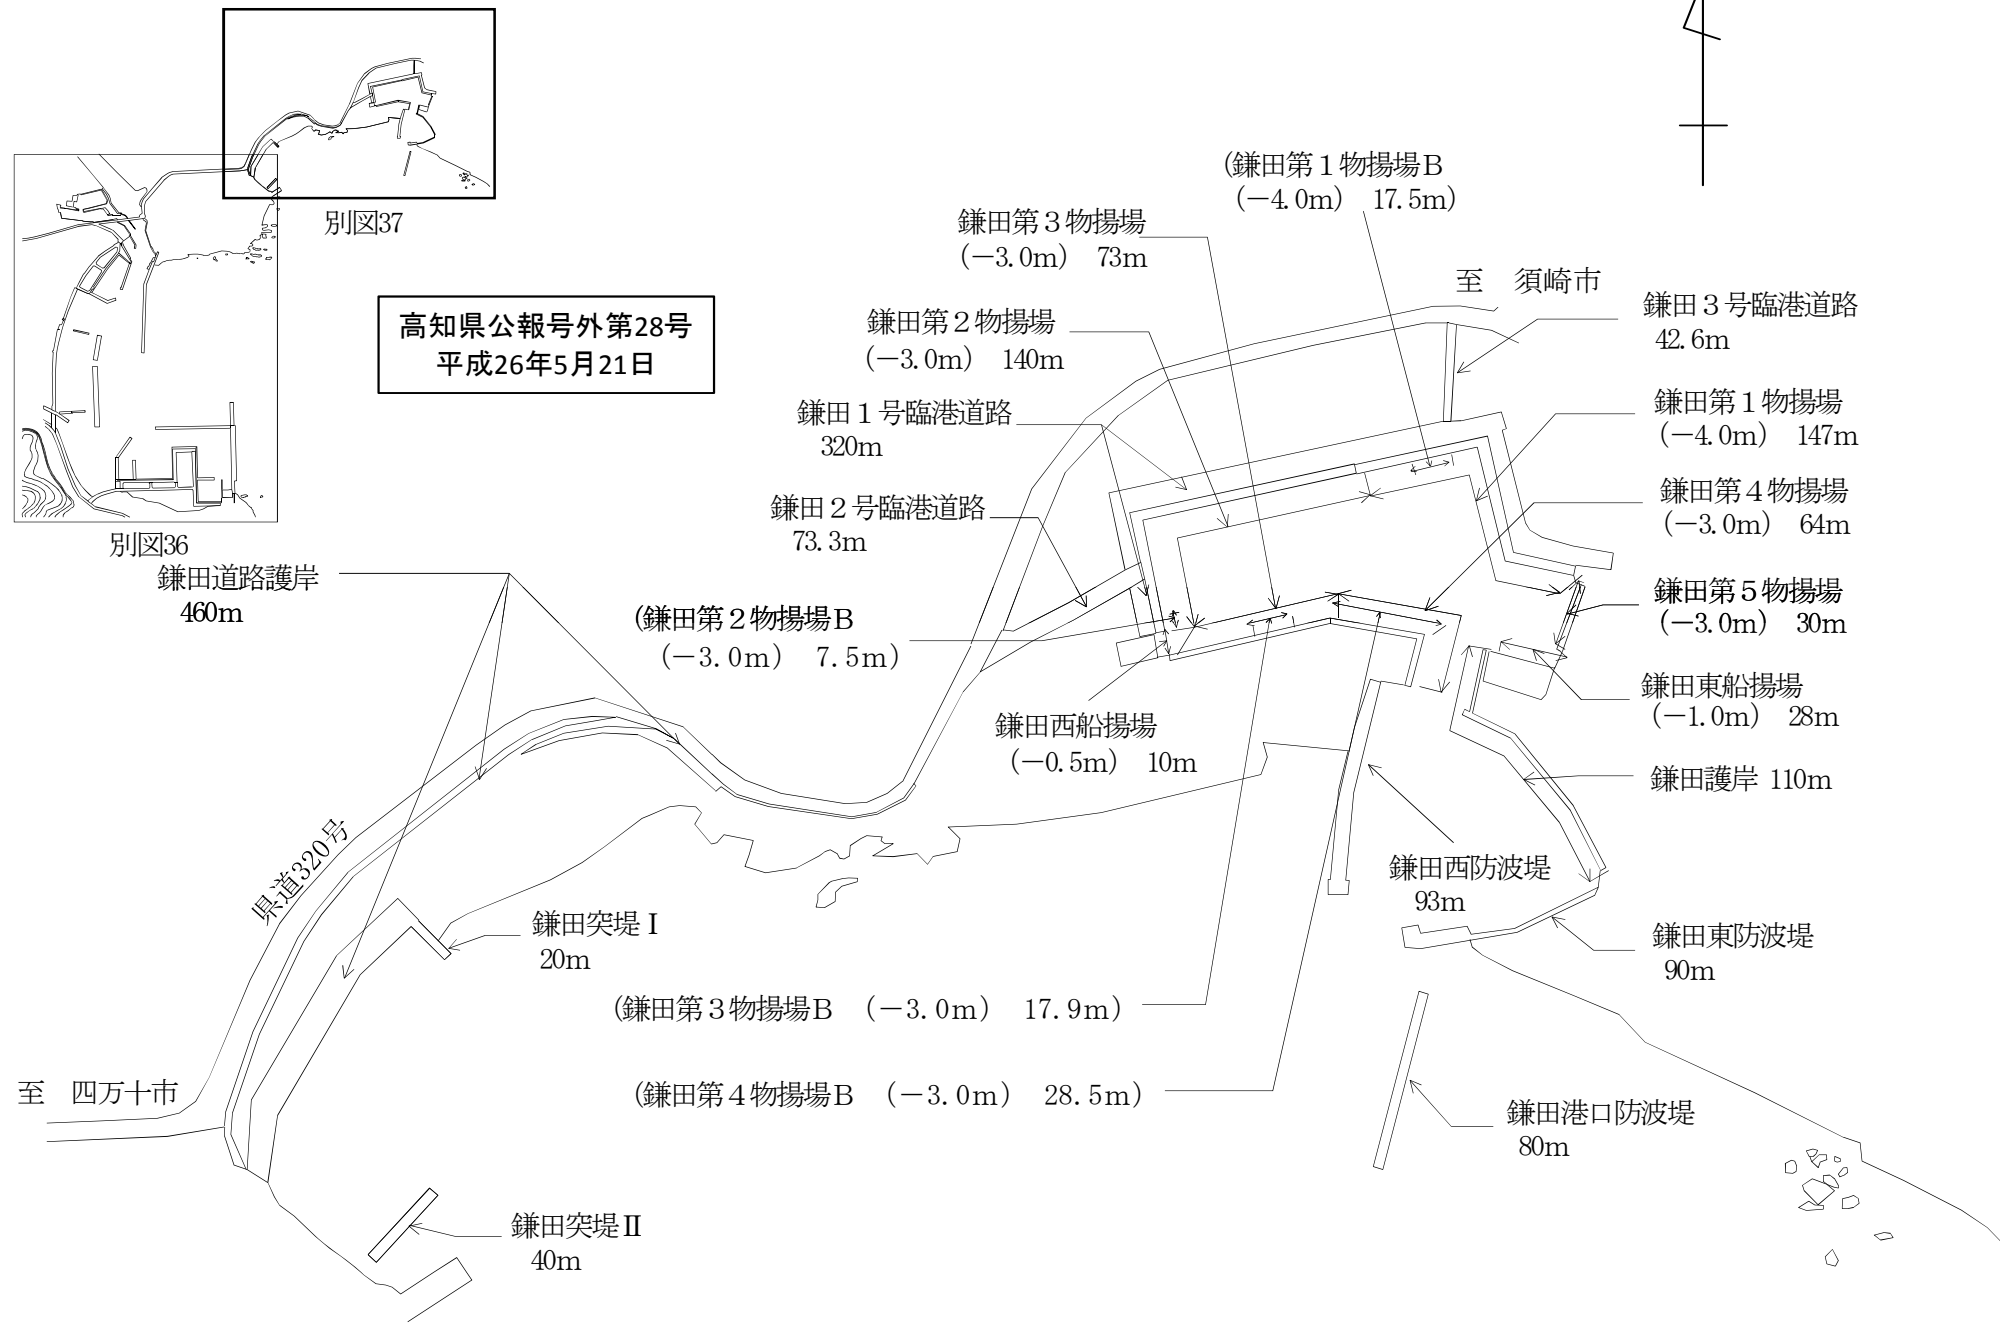 別図37
別図36
高知県公報号外第28号
平成26年5月21日
(鎌田第１物揚場Ｂ
(－4.0m) 17.5m)
鎌田第３物揚場
(－3.0m) 73m
至　須崎市
鎌田３号臨港道路
42.6m
鎌田第２物揚場
(－3.0m) 140m
鎌田第１物揚場
(－4.0m) 147m
鎌田１号臨港道路
320m
鎌田第４物揚場
(－3.0m) 64m
鎌田２号臨港道路
73.3m
鎌田道路護岸
460m
鎌田第５物揚場
(－3.0m) 30m
(鎌田第２物揚場Ｂ
(－3.0m) 7.5m)
鎌田東船揚場
(－1.0m) 28m
鎌田西船揚場
(－0.5m) 10m
鎌田護岸 110m
県道320号
鎌田西防波堤
93m
鎌田突堤Ⅰ
20m
鎌田東防波堤
90m
(鎌田第３物揚場Ｂ (－3.0m) 17.9m)
至　四万十市
(鎌田第４物揚場Ｂ (－3.0m) 28.5m)
鎌田港口防波堤
80m
鎌田突堤Ⅱ
40m